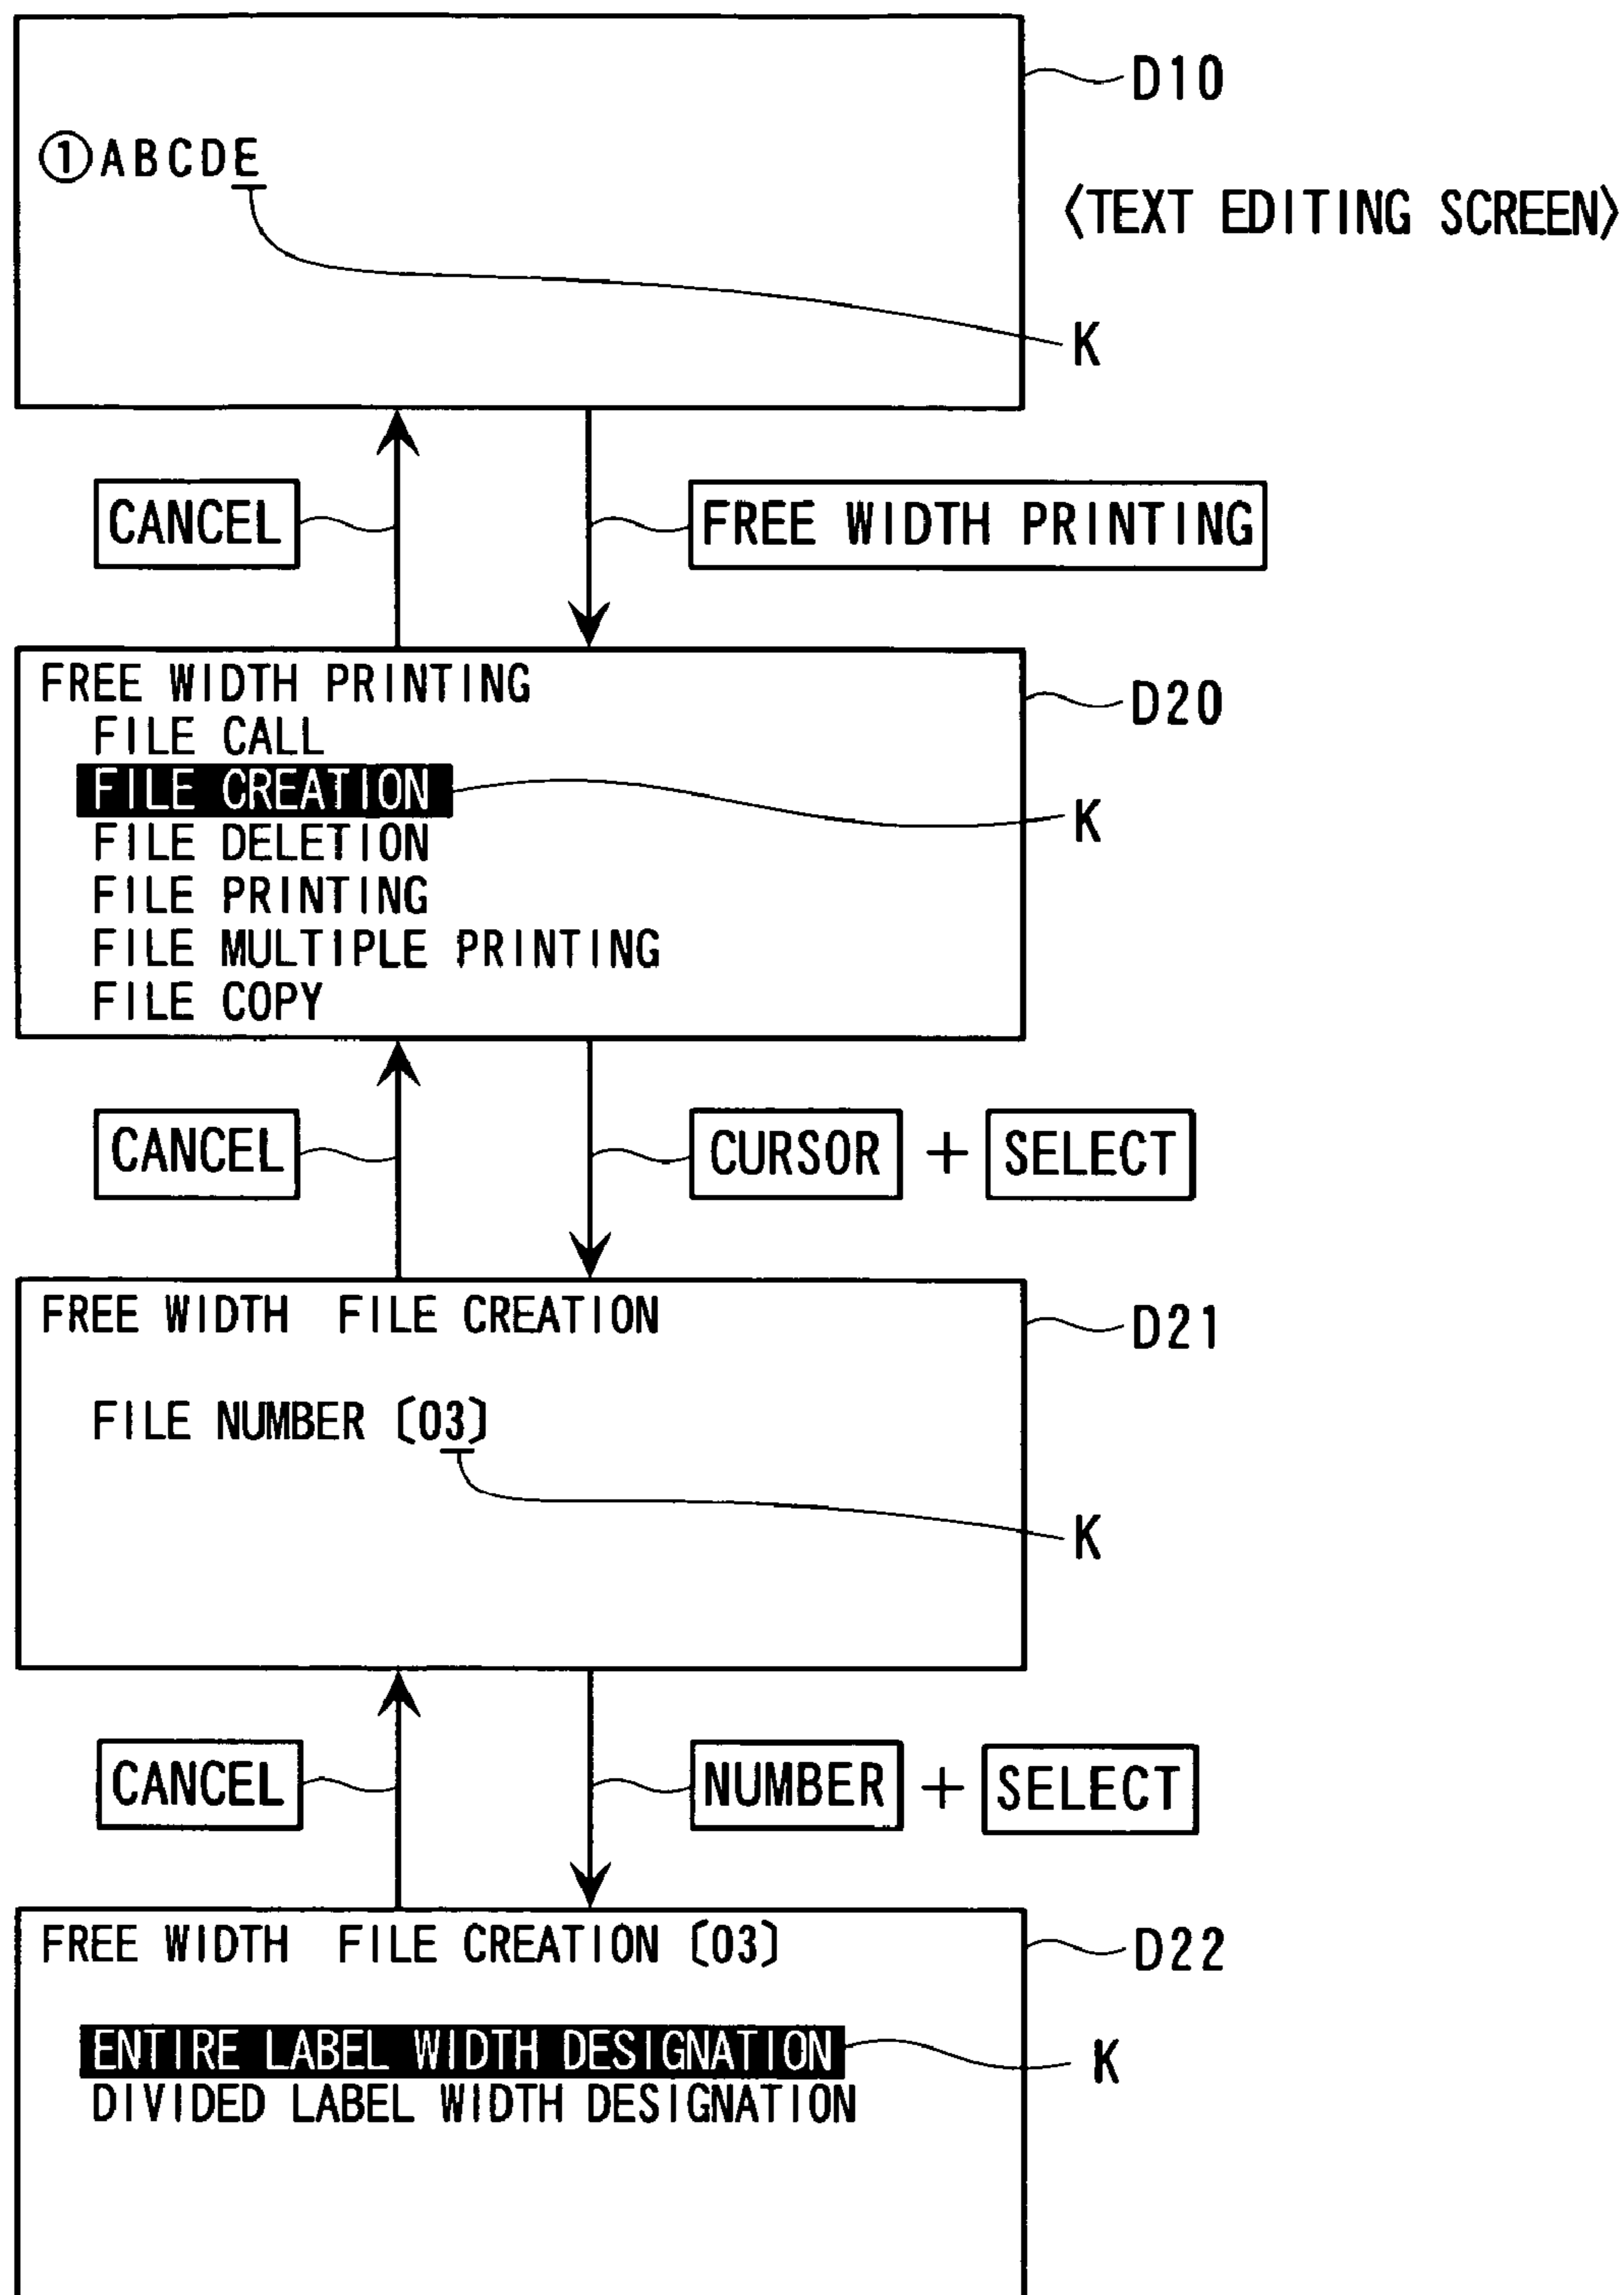 D10
①ABCDE
〈TEXT EDITING SCREEN〉
K
CANCEL
FREE WIDTH PRINTING
FREE WIDTH PRINTING
D20
FILE CALL
FILE CREATION
K
FILE DELETION
FILE PRINTING
FILE MULTIPLE PRINTING
FILE COPY
CANCEL
CURSOR + SELECT
FREE WIDTH FILE CREATION
D21
FILE NUMBER 〔03〕
K
CANCEL
NUMBER + SELECT
FREE WIDTH FILE CREATION 〔03〕
D22
ENTIRE LABEL WIDTH DESIGNATION
K
DIVIDED LABEL WIDTH DESIGNATION